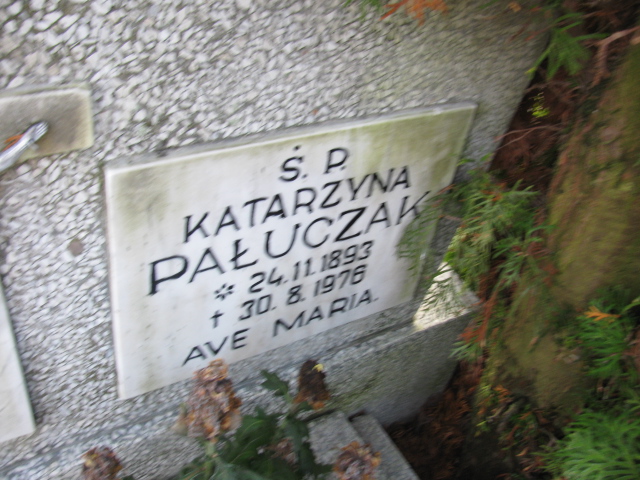 Ś. P.
KATARZYNA
PAŁUCZAK
* 24.11.1893
† 30. 8. 1976
AVE MARIA.